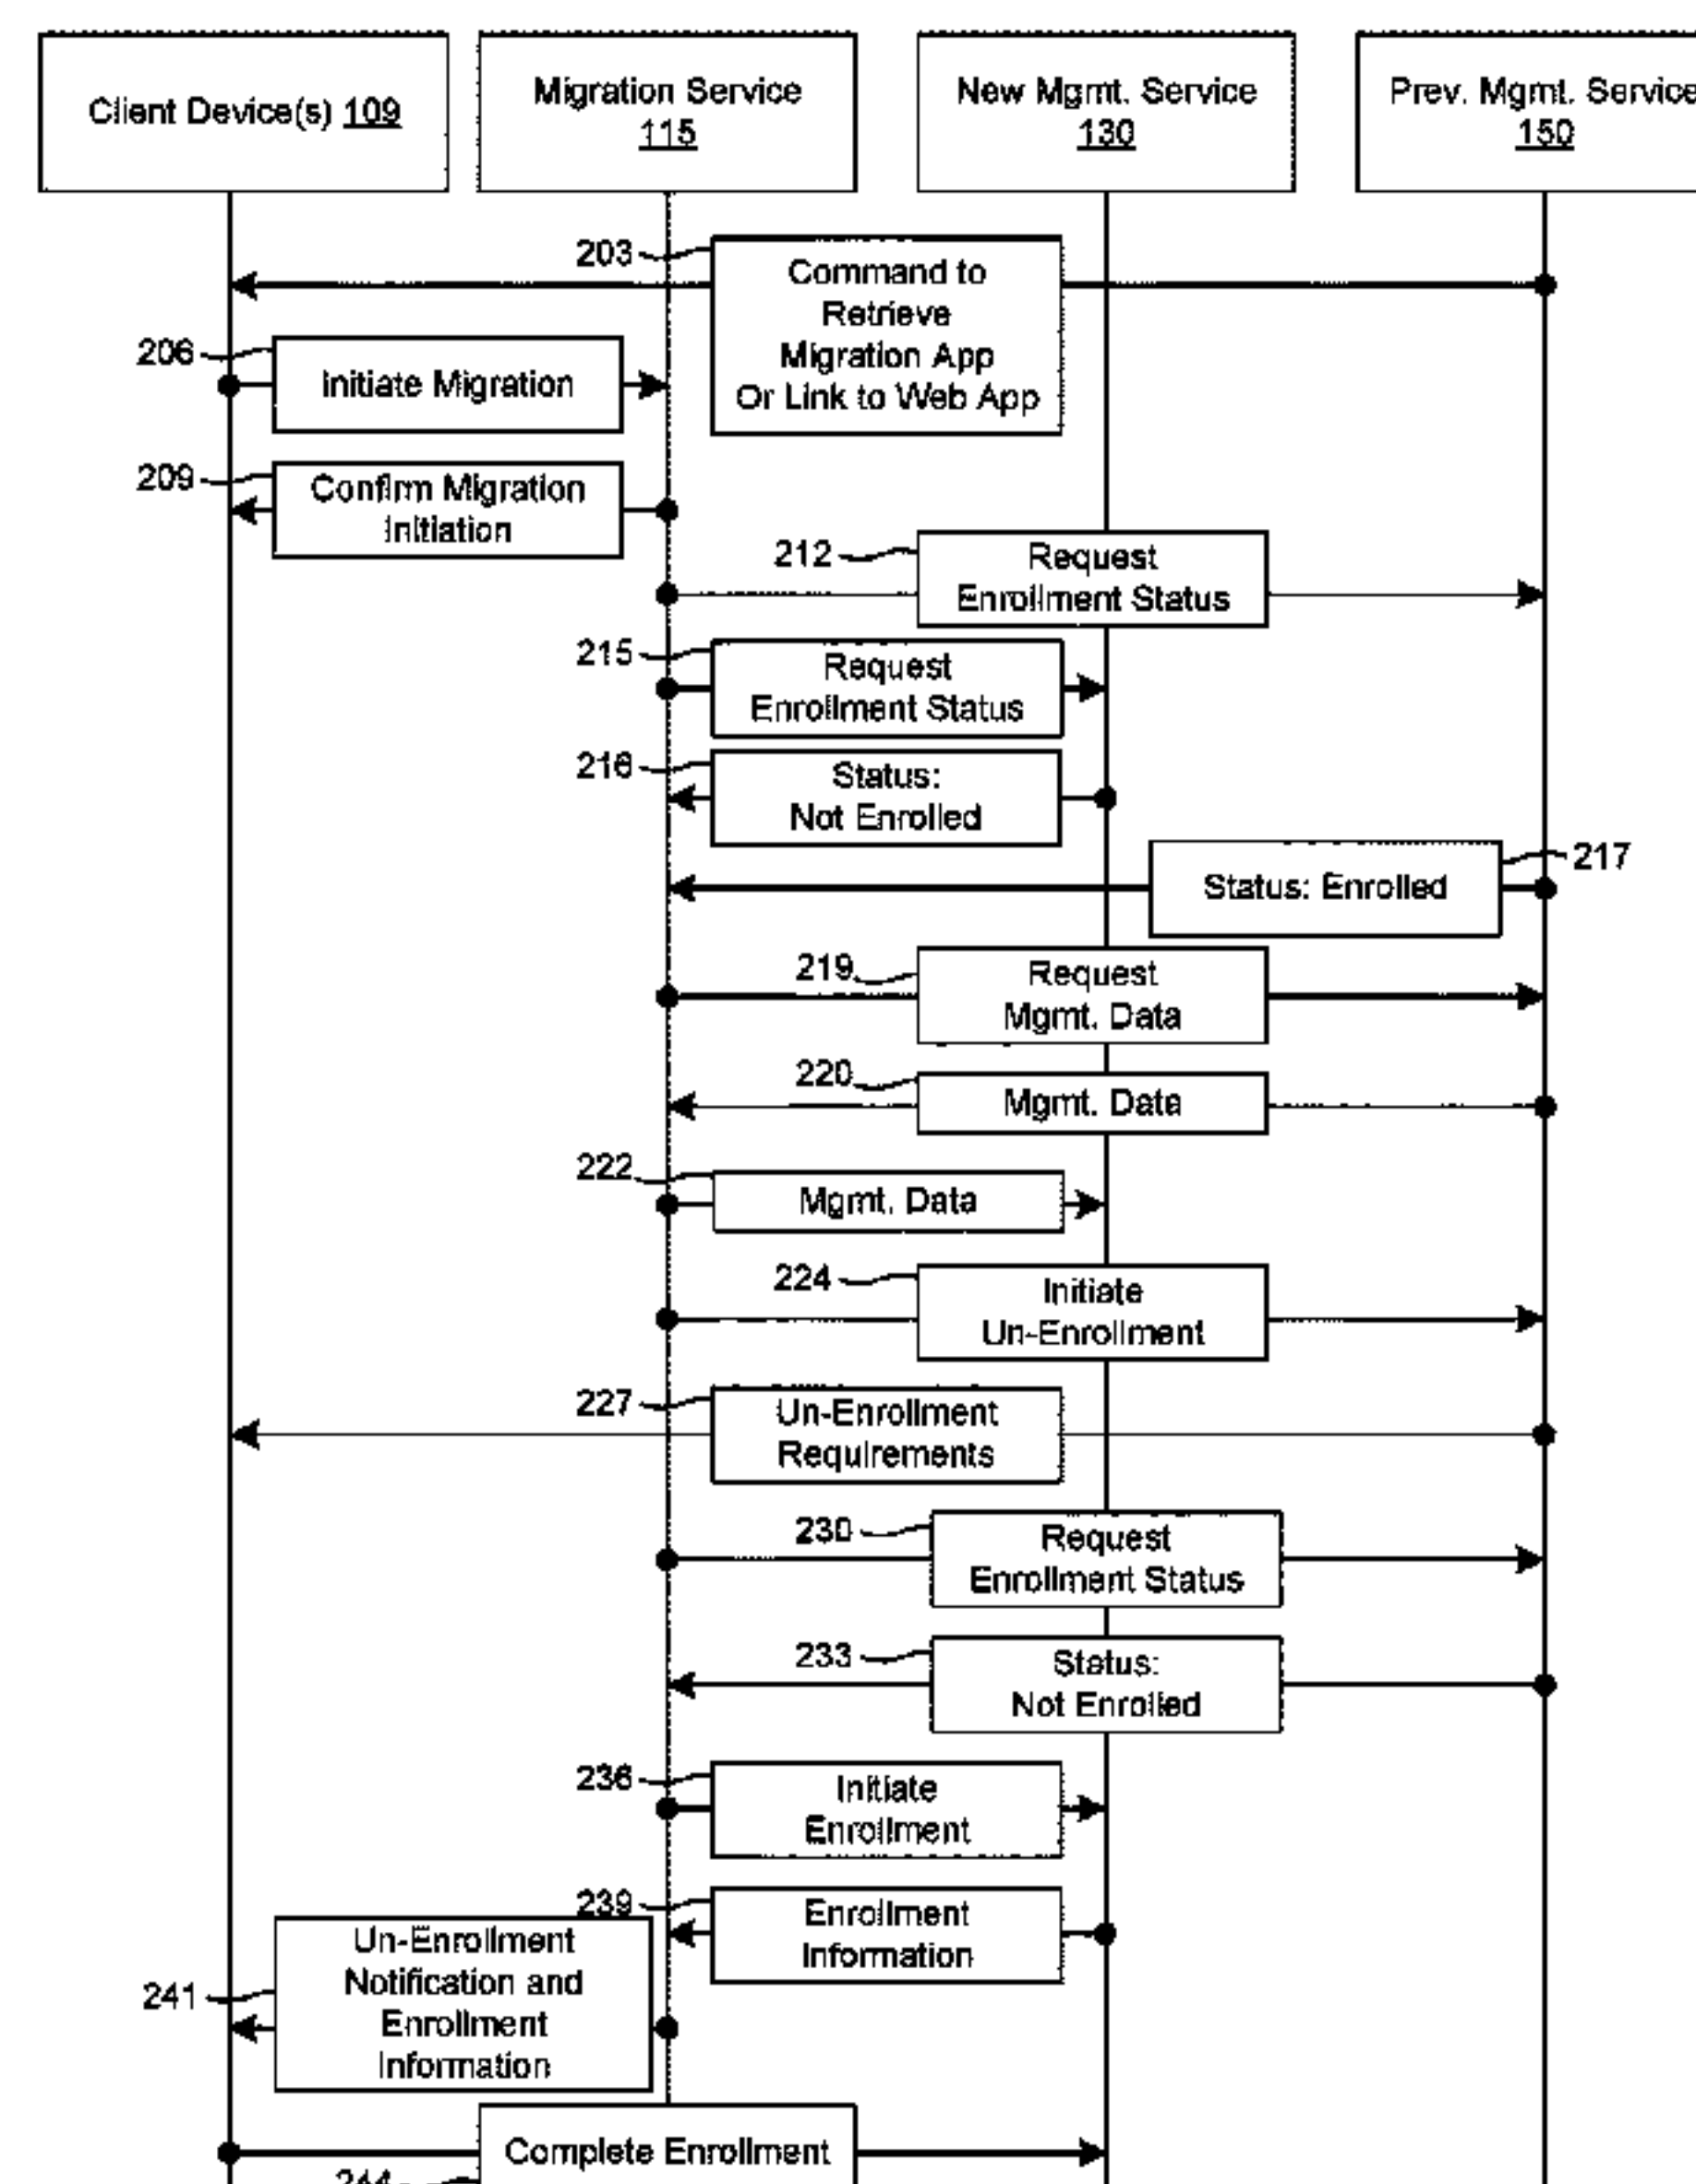 Client Device(s) 109
Migration Service
115
New Mgmt. Service
130
Prev. Mgmt. Service
150
203
Command to
Retrieve
Migration App
Or Link to Web App
206
Initiate Migration
209
Confirm Migration
Initiation
212
Request
Enrollment Status
215
Request
Enrollment Status
216
Status:
Not Enrolled
217
Status: Enrolled
219
Request
Mgmt. Data
220
Mgmt. Data
222
Mgmt. Data
224
Initiate
Un-Enrollment
227
Un-Enrollment
Requirements
230
Request
Enrollment Status
233
Status:
Not Enrolled
236
Initiate
Enrollment
239
Enrollment
Information
241
Un-Enrollment
Notification and
Enrollment
Information
Complete Enrollment
244